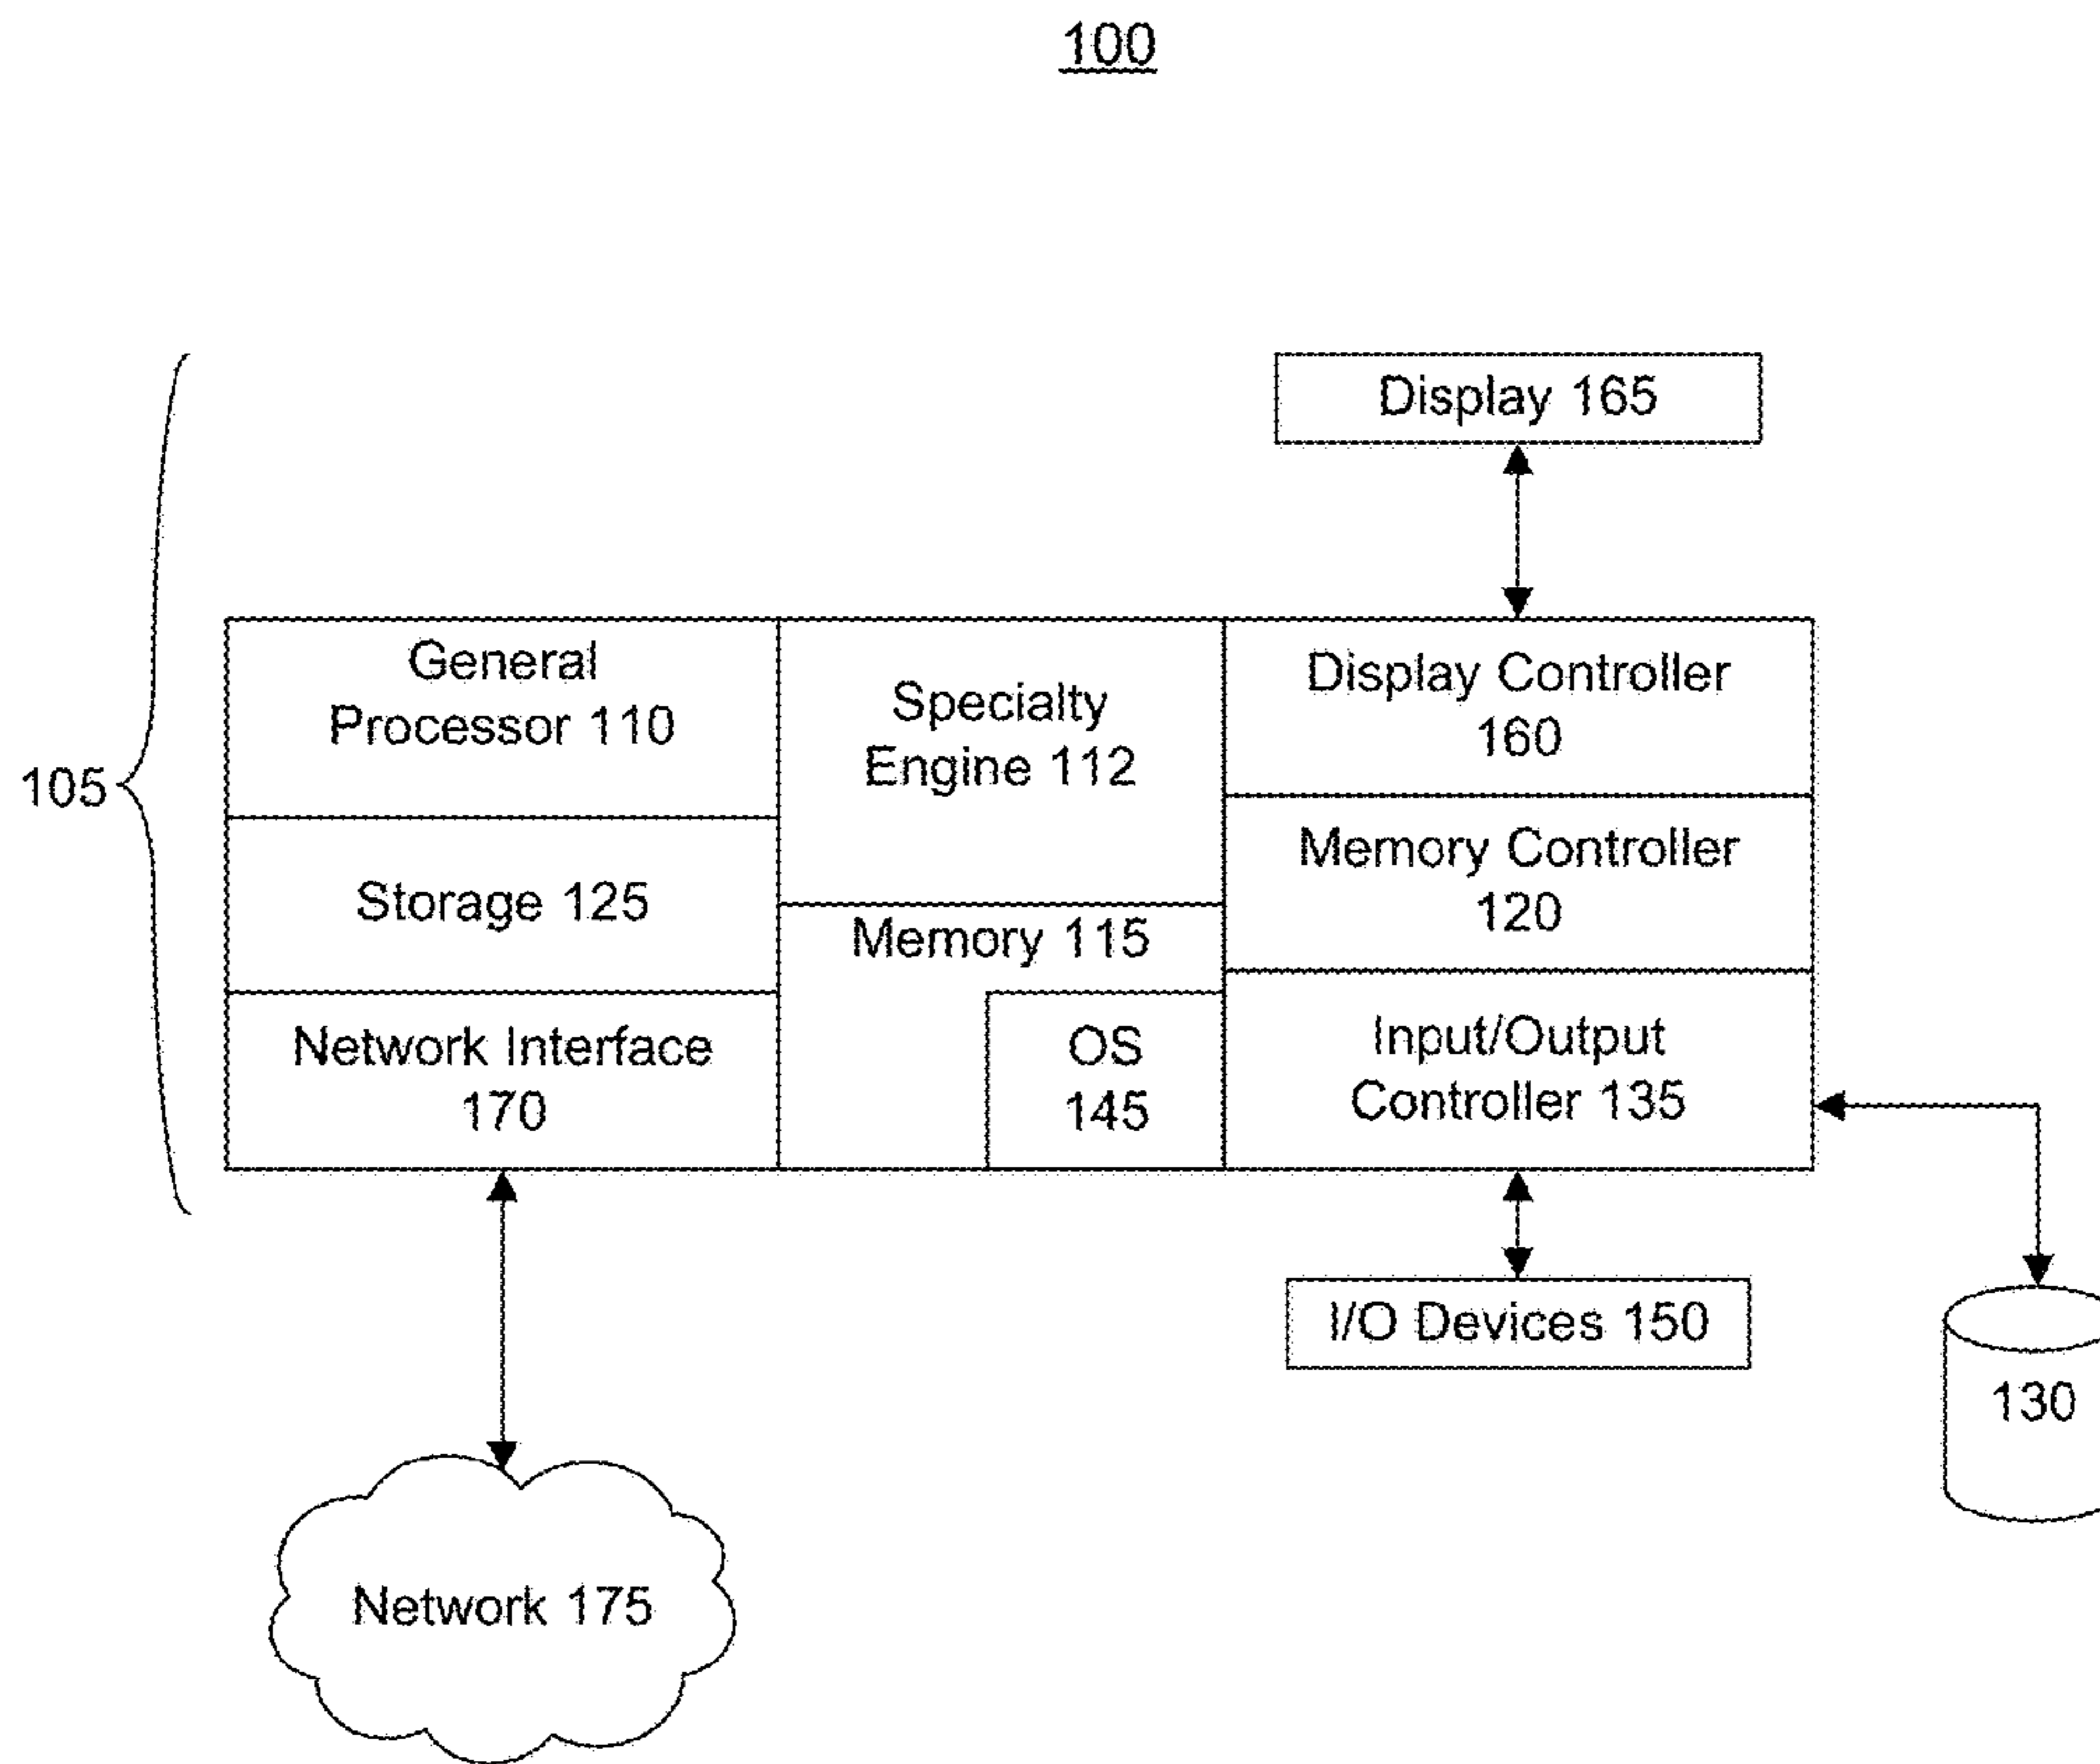 100
Display 165
General
Processor 110
Specialty
Engine 112
Display Controller
160
105
Storage 125
Memory Controller
120
Memory 115
Network Interface
170
OS
145
Input/Output
Controller 135
I/O Devices 150
130
Network 175